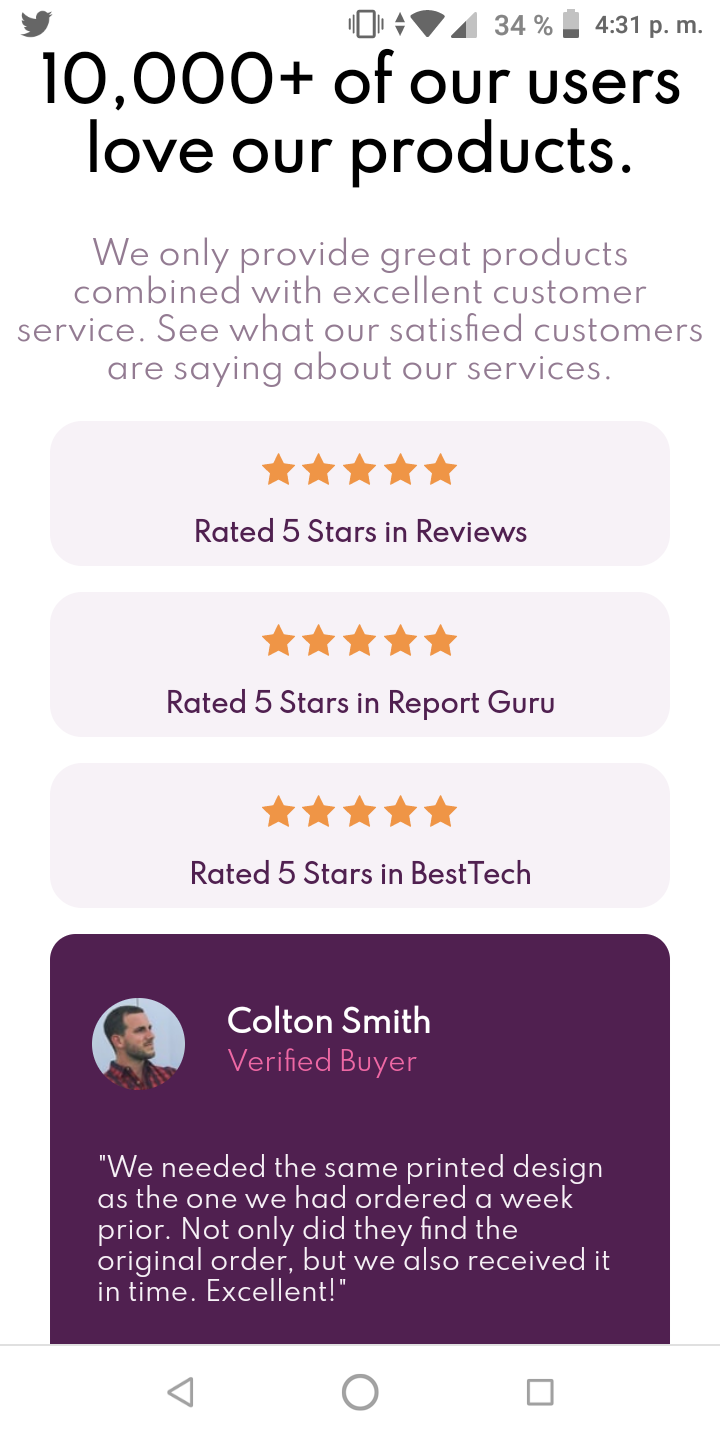 34 % 4:31 p. m.
10,000+ of our users
love our products.
We only provide great products
combined with excellent customer
service. See what our satisfied customers
are saying about our services.
Rated 5 Stars in Reviews
Rated 5 Stars in Report Guru
Rated 5 Stars in BestTech
Colton Smith
Verified Buyer
"We needed the same printed design
as the one we had ordered a week
prior. Not only did they find the
original order, but we also received it
in time. Excellent!"